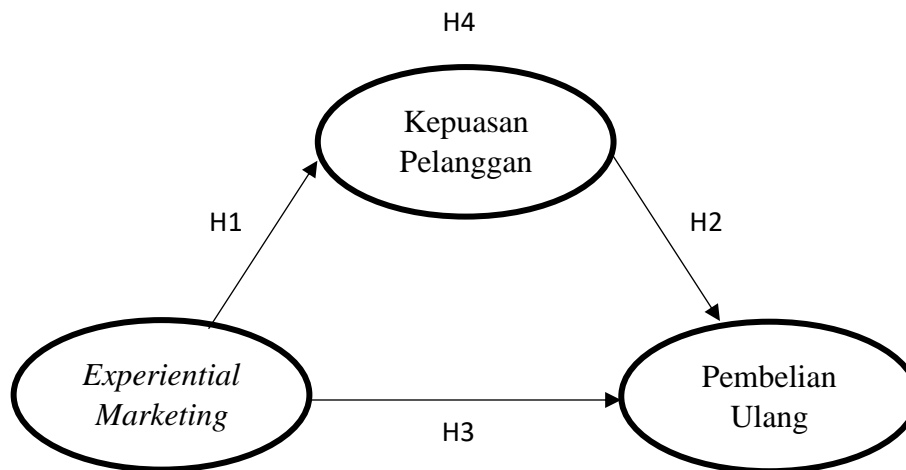 H4
Kepuasan
Pelanggan
H1
H2
Experiential
Marketing
Pembelian
Ulang
H3